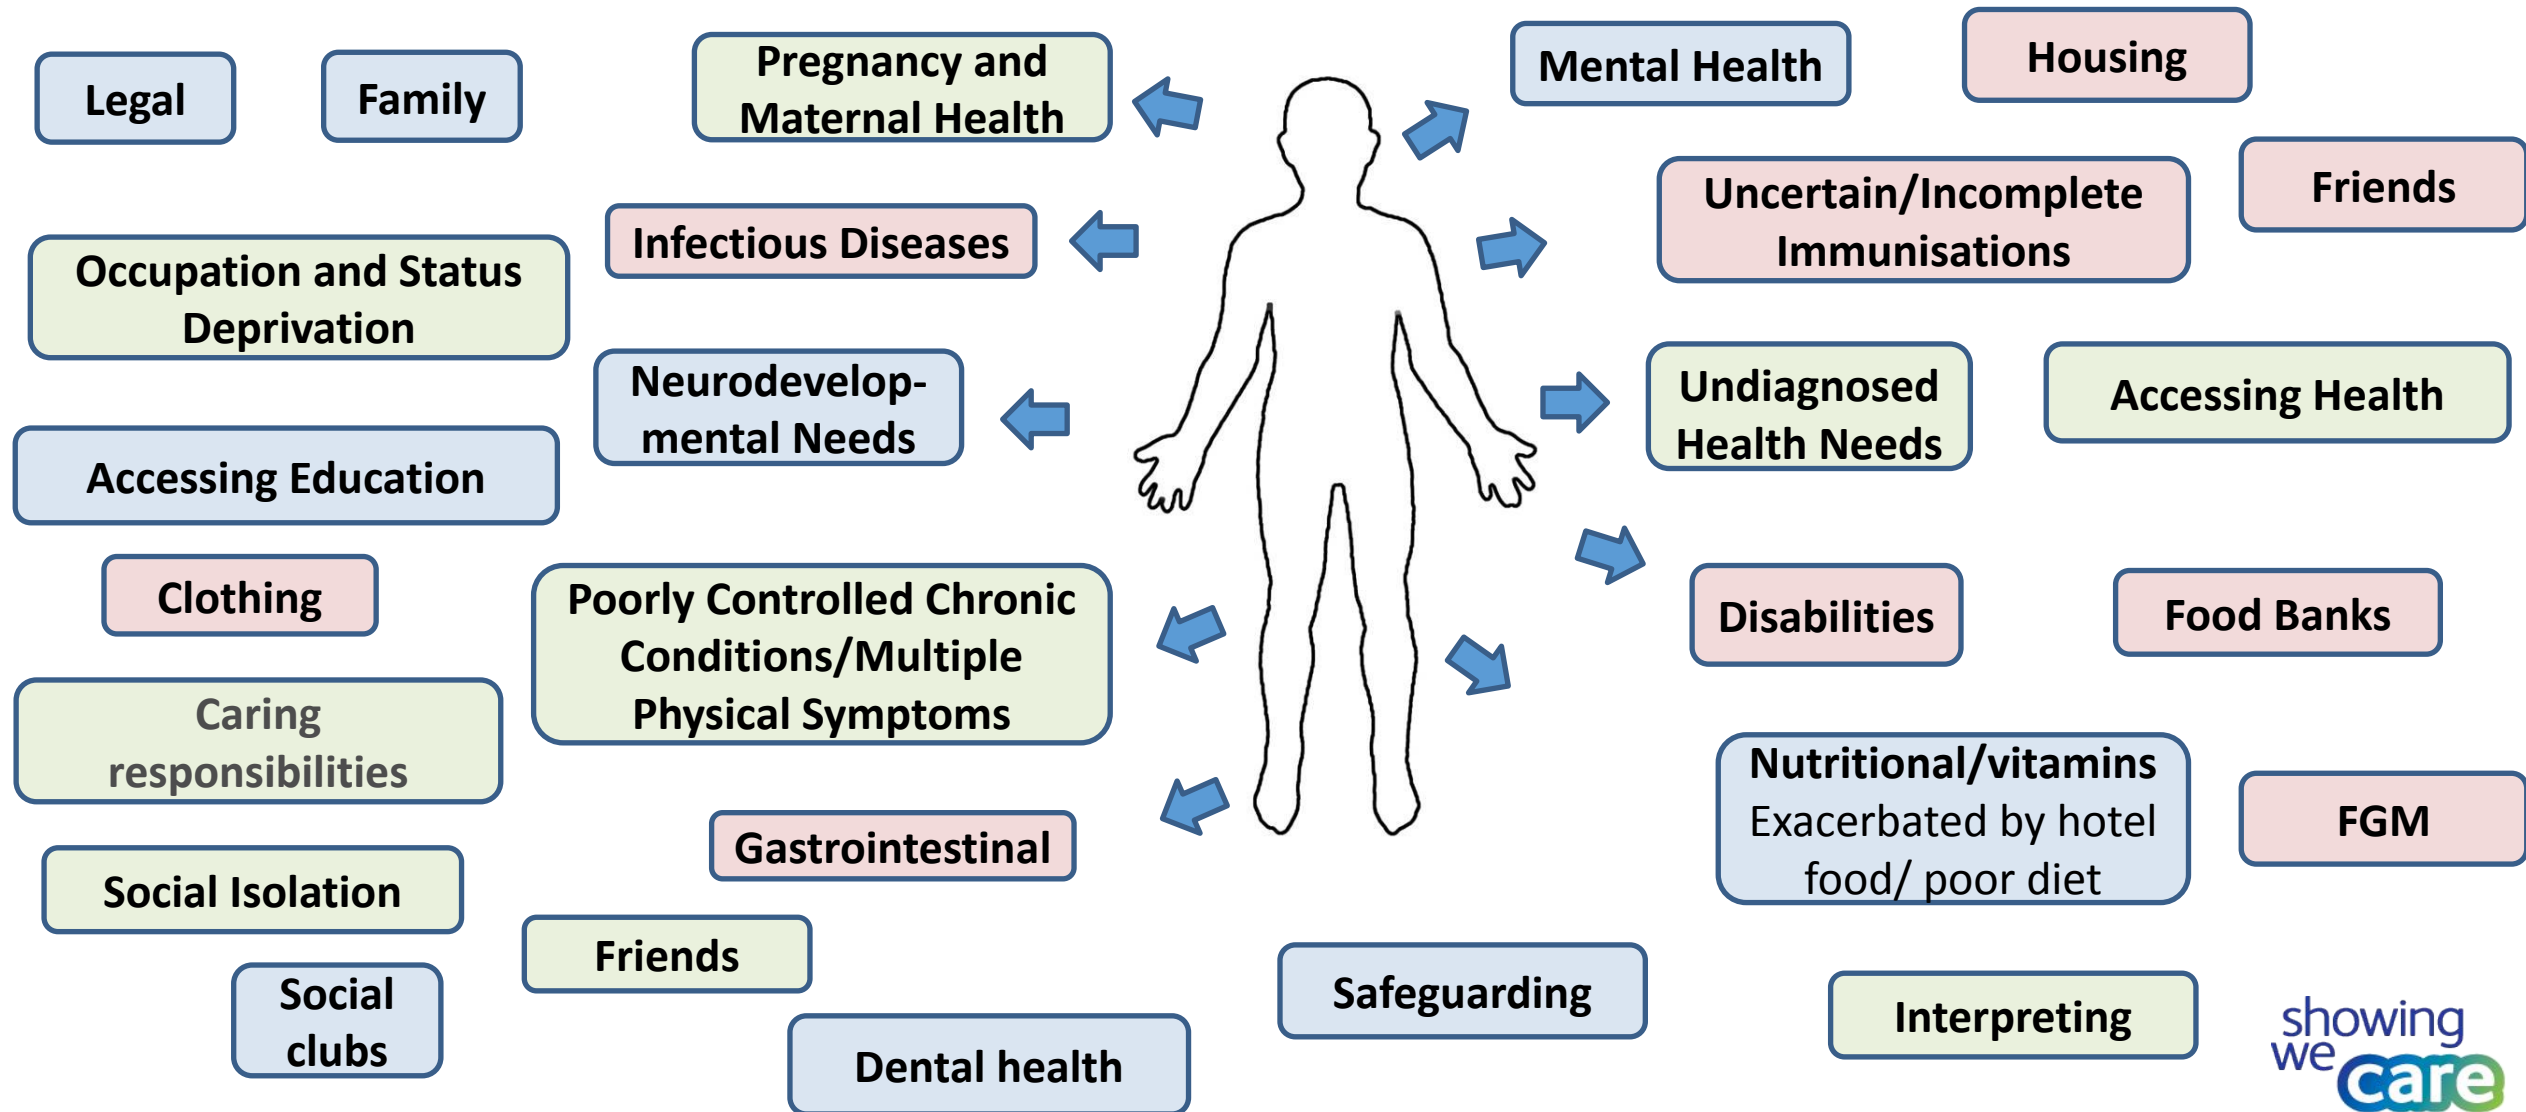 Legal
Family
Pregnancy and
Maternal Health
Mental Health
Housing
Infectious Diseases
Uncertain/Incomplete
Immunisations
Friends
Occupation and Status
Deprivation
Neurodevelop-
mental Needs
Undiagnosed
Health Needs
Accessing Health
Accessing Education
Clothing
Poorly Controlled Chronic
Conditions/Multiple
Physical Symptoms
Disabilities
Food Banks
Caring
responsibilities
Nutritional/vitamins
Exacerbated by hotel
food/ poor diet
FGM
Gastrointestinal
Social Isolation
Friends
Safeguarding
Interpreting
Social
clubs
Dental health
showing
we
care